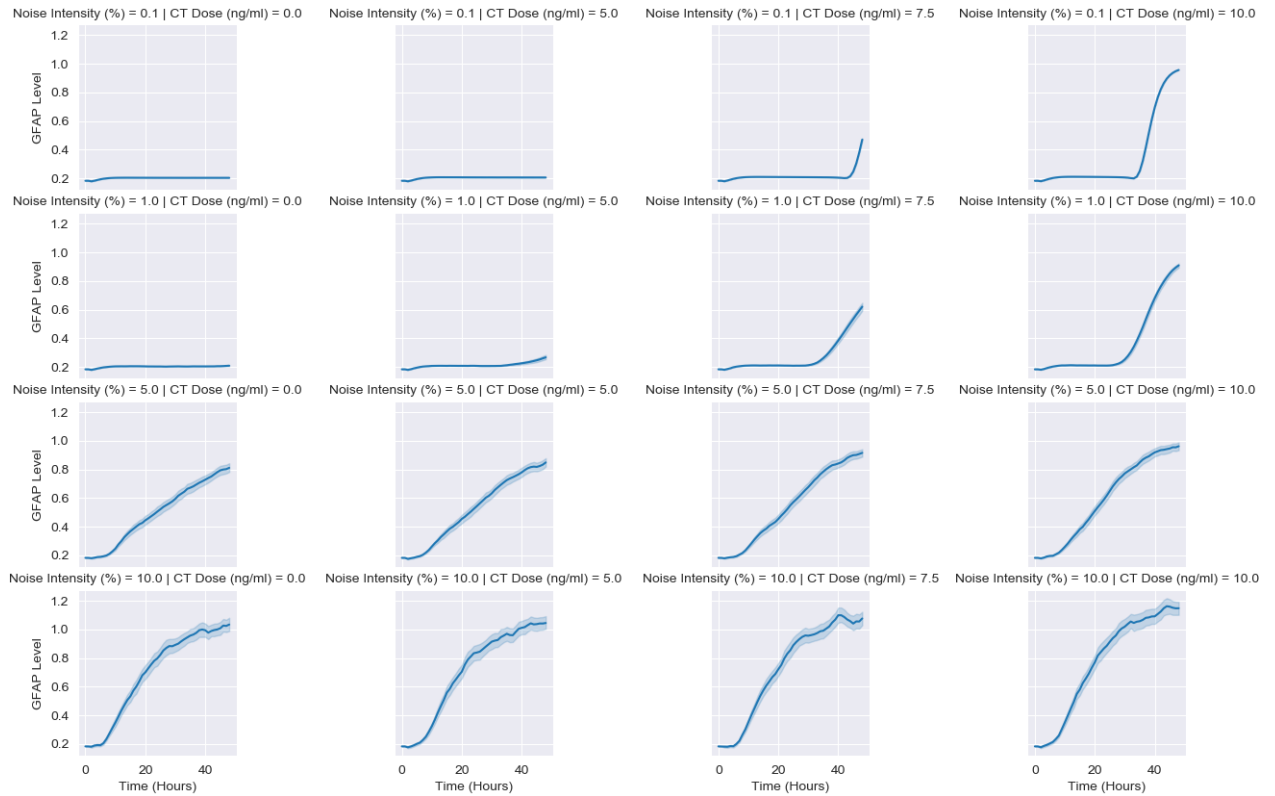 Noise Intensity (%) = 0.1 | CT Dose (ng/ml) = 0.0
Noise Intensity (%) = 0.1 | CT Dose (ng/ml) = 5.0
Noise Intensity (%) = 0.1 | CT Dose (ng/ml) = 7.5
Noise Intensity (%) = 0.1 | CT Dose (ng/ml) = 10.0
1.2
1.0
0.8
0.6
0.4
0.2
GFAP Level
Noise Intensity (%) = 1.0 | CT Dose (ng/ml) = 0.0
Noise Intensity (%) = 1.0 | CT Dose (ng/ml) = 5.0
Noise Intensity (%) = 1.0 | CT Dose (ng/ml) = 7.5
Noise Intensity (%) = 1.0 | CT Dose (ng/ml) = 10.0
1.2
1.0
0.8
0.6
0.4
0.2
GFAP Level
Noise Intensity (%) = 5.0 | CT Dose (ng/ml) = 0.0
Noise Intensity (%) = 5.0 | CT Dose (ng/ml) = 5.0
Noise Intensity (%) = 5.0 | CT Dose (ng/ml) = 7.5
Noise Intensity (%) = 5.0 | CT Dose (ng/ml) = 10.0
1.2
1.0
0.8
0.6
0.4
0.2
GFAP Level
Noise Intensity (%) = 10.0 | CT Dose (ng/ml) = 0.0
Noise Intensity (%) = 10.0 | CT Dose (ng/ml) = 5.0
Noise Intensity (%) = 10.0 | CT Dose (ng/ml) = 7.5
Noise Intensity (%) = 10.0 | CT Dose (ng/ml) = 10.0
1.2
1.0
0.8
0.6
0.4
0.2
GFAP Level
0 20 40
Time (Hours)
0 20 40
Time (Hours)
0 20 40
Time (Hours)
0 20 40
Time (Hours)